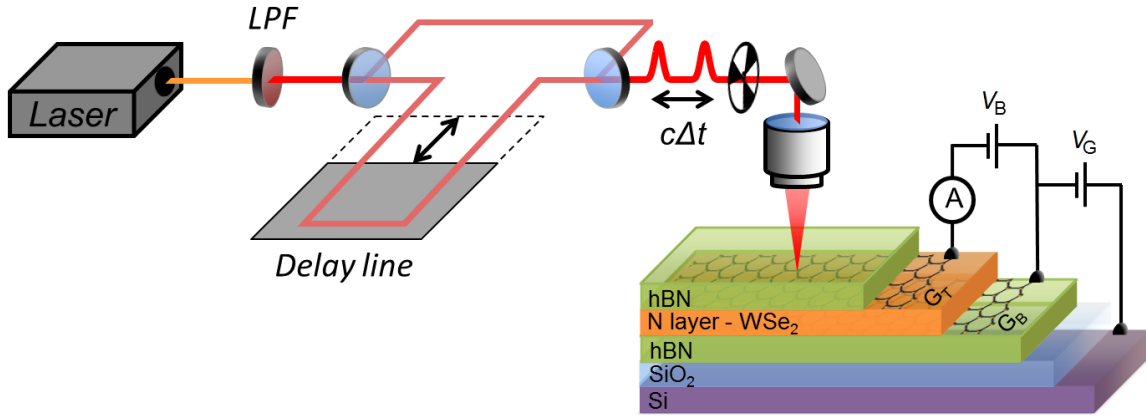 LPF
Laser
cΔt
Delay line
V_B
V_G
A
hBN
G_T
N layer - WSe₂
G_B
hBN
SiO₂
Si